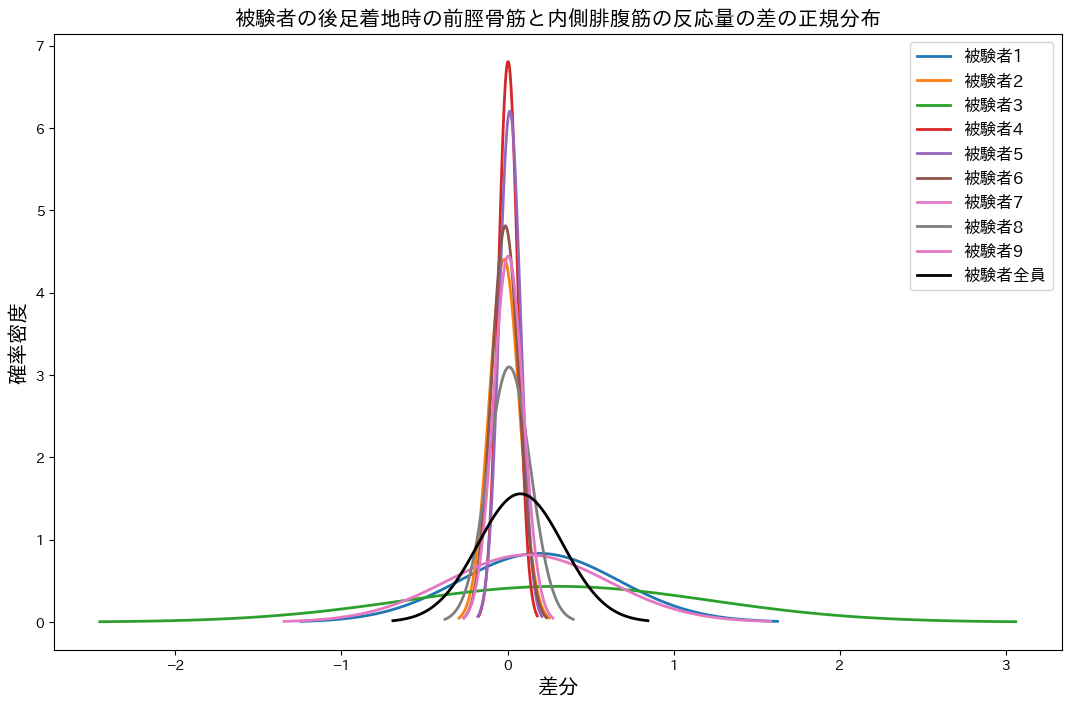 被験者の後足着地時の前脛骨筋と内側腓腹筋の反応量の差の正規分布
確率密度
7
6
5
4
3
2
1
0
−2
−1
0
1
2
3
差分
被験者1
被験者2
被験者3
被験者4
被験者5
被験者6
被験者7
被験者8
被験者9
被験者全員